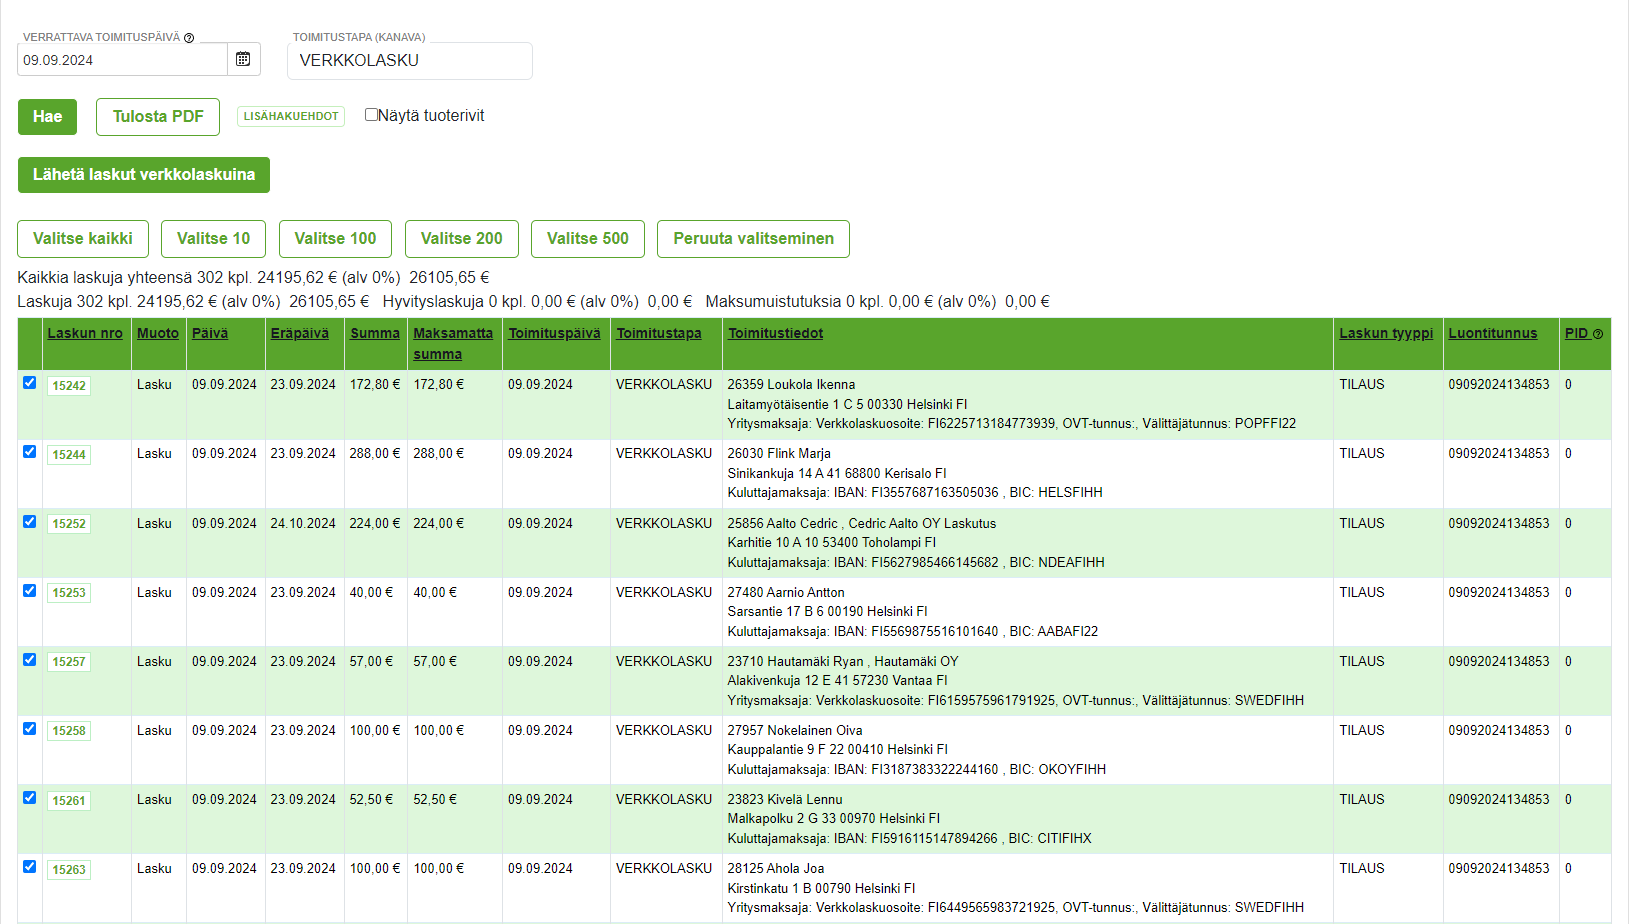 VERRATTAVA TOIMITUSPÄIVÄ
TOIMITUSTAPA (KANAVA)
09.09.2024
VERKKOLASKU
Hae
Tulosta PDF
LISÄHAKUEHDOT
Näytä tuoterivit
Lähetä laskut verkkolaskuina
Valitse kaikki
Valitse 10
Valitse 100
Valitse 200
Valitse 500
Peruuta valitseminen
Kaikkia laskuja yhteensä 302 kpl. 24195,62 € (alv 0%) 26105,65 €
Laskuja 302 kpl. 24195,62 € (alv 0%) 26105,65 € Hyvityslaskuja 0 kpl. 0,00 € (alv 0%) 0,00 € Maksumuistutuksia 0 kpl. 0,00 € (alv 0%) 0,00 €
Laskun nro Muoto Päivä Eräpäivä Summa Maksamatta summa Toimituspäivä Toimitustapa Toimitustiedot Laskun tyyppi Luontitunnus PID
15242 Lasku 09.09.2024 23.09.2024 172,80 € 172,80 € 09.09.2024 VERKKOLASKU 26359 Loukola Ikenna TILAUS 09092024134853 0
Laitamyötäisentie 1 C 5 00330 Helsinki FI
Yritysmaksaja: Verkkolaskuosoite: FI6225713184773939, OVT-tunnus:, Välittäjätunnus: POPFFI22
15244 Lasku 09.09.2024 23.09.2024 288,00 € 288,00 € 09.09.2024 VERKKOLASKU 26030 Flink Marja TILAUS 09092024134853 0
Sinikankuja 14 A 41 68800 Kerisalo FI
Kuluttajamaksaja: IBAN: FI3557687163505036 , BIC: HELSFIHH
15252 Lasku 09.09.2024 24.10.2024 224,00 € 224,00 € 09.09.2024 VERKKOLASKU 25856 Aalto Cedric , Cedric Aalto OY Laskutus TILAUS 09092024134853 0
Karhitie 10 A 10 53400 Toholampi FI
Kuluttajamaksaja: IBAN: FI5627985466145682 , BIC: NDEAFIHH
15253 Lasku 09.09.2024 23.09.2024 40,00 € 40,00 € 09.09.2024 VERKKOLASKU 27480 Aarnio Antton TILAUS 09092024134853 0
Sarsantie 17 B 6 00190 Helsinki FI
Kuluttajamaksaja: IBAN: FI5569875516101640 , BIC: AABAFI22
15257 Lasku 09.09.2024 23.09.2024 57,00 € 57,00 € 09.09.2024 VERKKOLASKU 23710 Hautamäki Ryan , Hautamäki OY TILAUS 09092024134853 0
Alakivenkuja 12 E 41 57230 Vantaa FI
Yritysmaksaja: Verkkolaskuosoite: FI6159575961791925, OVT-tunnus:, Välittäjätunnus: SWEDFIHH
15258 Lasku 09.09.2024 23.09.2024 100,00 € 100,00 € 09.09.2024 VERKKOLASKU 27957 Nokelainen Oiva TILAUS 09092024134853 0
Kauppalantie 9 F 22 00410 Helsinki FI
Kuluttajamaksaja: IBAN: FI3187383322244160 , BIC: OKOYFIHH
15261 Lasku 09.09.2024 23.09.2024 52,50 € 52,50 € 09.09.2024 VERKKOLASKU 23823 Kivelä Lennu TILAUS 09092024134853 0
Malkapolku 2 G 33 00970 Helsinki FI
Kuluttajamaksaja: IBAN: FI5916115147894266 , BIC: CITIFIHX
15263 Lasku 09.09.2024 23.09.2024 100,00 € 100,00 € 09.09.2024 VERKKOLASKU 28125 Ahola Joa TILAUS 09092024134853 0
Kirstinkatu 1 B 00790 Helsinki FI
Yritysmaksaja: Verkkolaskuosoite: FI6449565983721925, OVT-tunnus:, Välittäjätunnus: SWEDFIHH